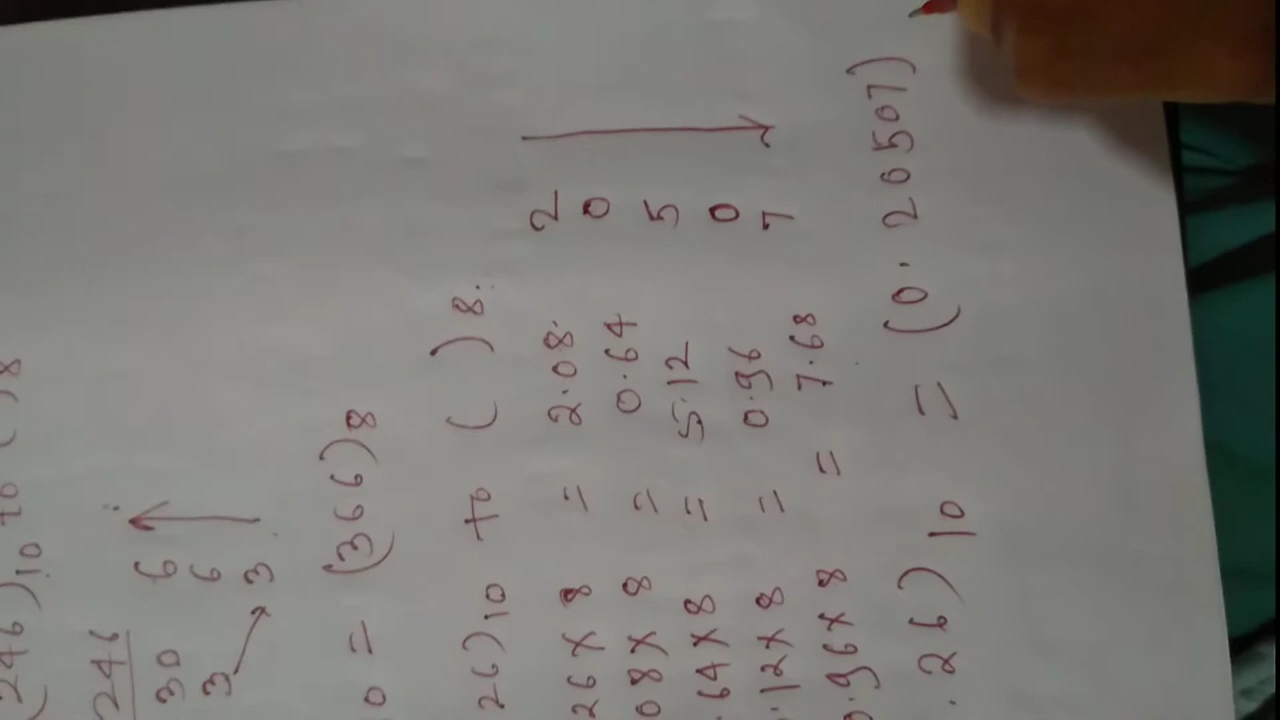 (246)10 to ( )8
246 6
30 6
3 3
0 = (366)8
26)10 to ( )8.
26 x 8 = 2.08 2
08 x 8 = 0.64 0
.64 x 8 = 5.12 5
.12 x 8 = 0.96 0
0.96 x 8 = 7.68 7
.26)10 = (0.20507)